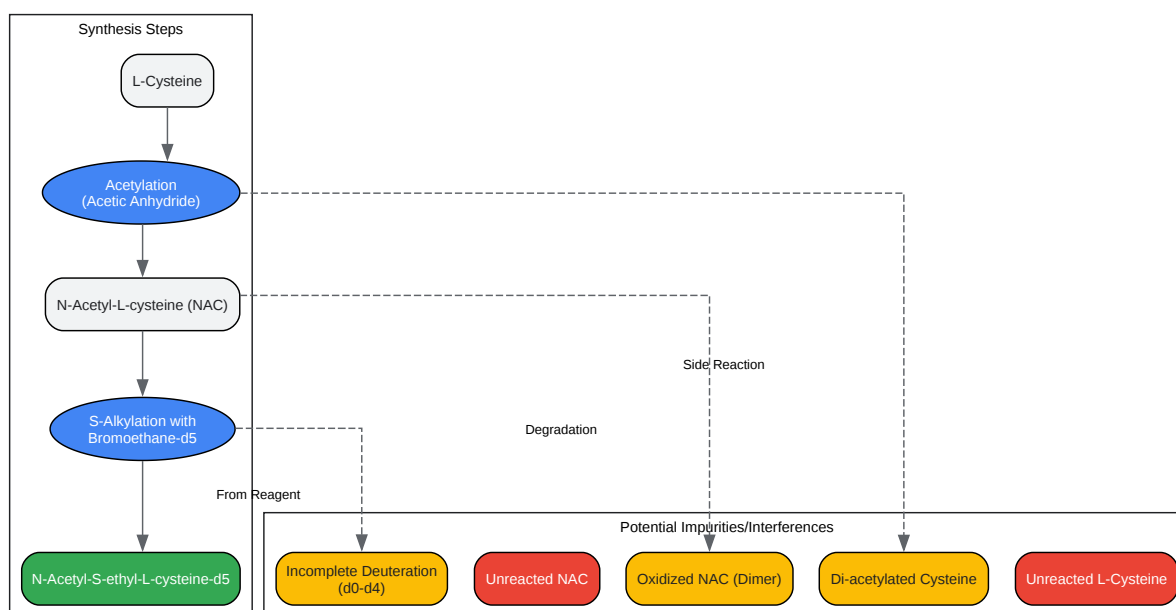 Synthesis Steps
L-Cysteine
Acetylation
(Acetic Anhydride)
N-Acetyl-L-cysteine (NAC)
Side Reaction
S-Alkylation with
Bromoethane-d5
Degradation
From Reagent
Potential Impurities/Interferences
N-Acetyl-S-ethyl-L-cysteine-d5
Incomplete Deuteration
(d0-d4)
Unreacted NAC
Oxidized NAC (Dimer)
Di-acetylated Cysteine
Unreacted L-Cysteine